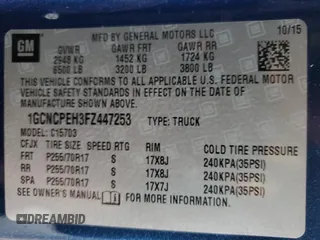 GM
MFD BY GENERAL MOTORS LLC 10/15
GVWR GAWR FRT GAWR RR
2948 KG 1452 KG 1724 KG
6500 LB 3200 LB 3800 LB
THIS VEHICLE CONFORMS TO ALL APPLICABLE U.S. FEDERAL MOTOR
VEHICLE SAFETY STANDARDS IN EFFECT ON THE DATE OF
MANUFACTURE SHOWN ABOVE.
1GCNCPEH3FZ447253 TYPE: TRUCK
MODEL: C15703
CFJX TIRE SIZE SPEED RTG RIM COLD TIRE PRESSURE
FRT P255/70R17 S 17X8J 240KPA(35PSI)
RR P255/70R17 S 17X8J 240KPA(35PSI)
SPA P255/70R17 S 17X7J 240KPA(35PSI)
SEE OWNER'S MANUAL
DREAMBID